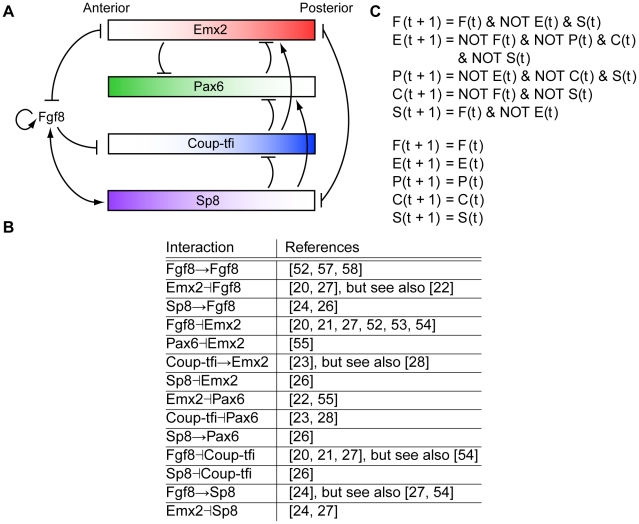 A
Anterior
Posterior
Emx2
Pax6
Fgf8
Coup-tfi
Sp8
C
F(t + 1) = F(t) & NOT E(t) & S(t)
E(t + 1) = NOT F(t) & NOT P(t) & C(t)
& NOT S(t)
P(t + 1) = NOT E(t) & NOT C(t) & S(t)
C(t + 1) = NOT F(t) & NOT S(t)
S(t + 1) = F(t) & NOT E(t)
F(t + 1) = F(t)
E(t + 1) = E(t)
P(t + 1) = P(t)
C(t + 1) = C(t)
S(t + 1) = S(t)
B
Interaction References
Fgf8→Fgf8 [52, 57, 58]
Emx2⊣Fgf8 [20, 27], but see also [22]
Sp8→Fgf8 [24, 26]
Fgf8⊣Emx2 [20, 21, 27, 52, 53, 54]
Pax6⊣Emx2 [55]
Coup-tfi→Emx2 [23], but see also [28]
Sp8⊣Emx2 [26]
Emx2⊣Pax6 [22, 55]
Coup-tfi⊣Pax6 [23, 28]
Sp8→Pax6 [26]
Fgf8⊣Coup-tfi [20, 21, 27], but see also [54]
Sp8⊣Coup-tfi [26]
Fgf8→Sp8 [24], but see also [27, 54]
Emx2⊣Sp8 [24, 27]